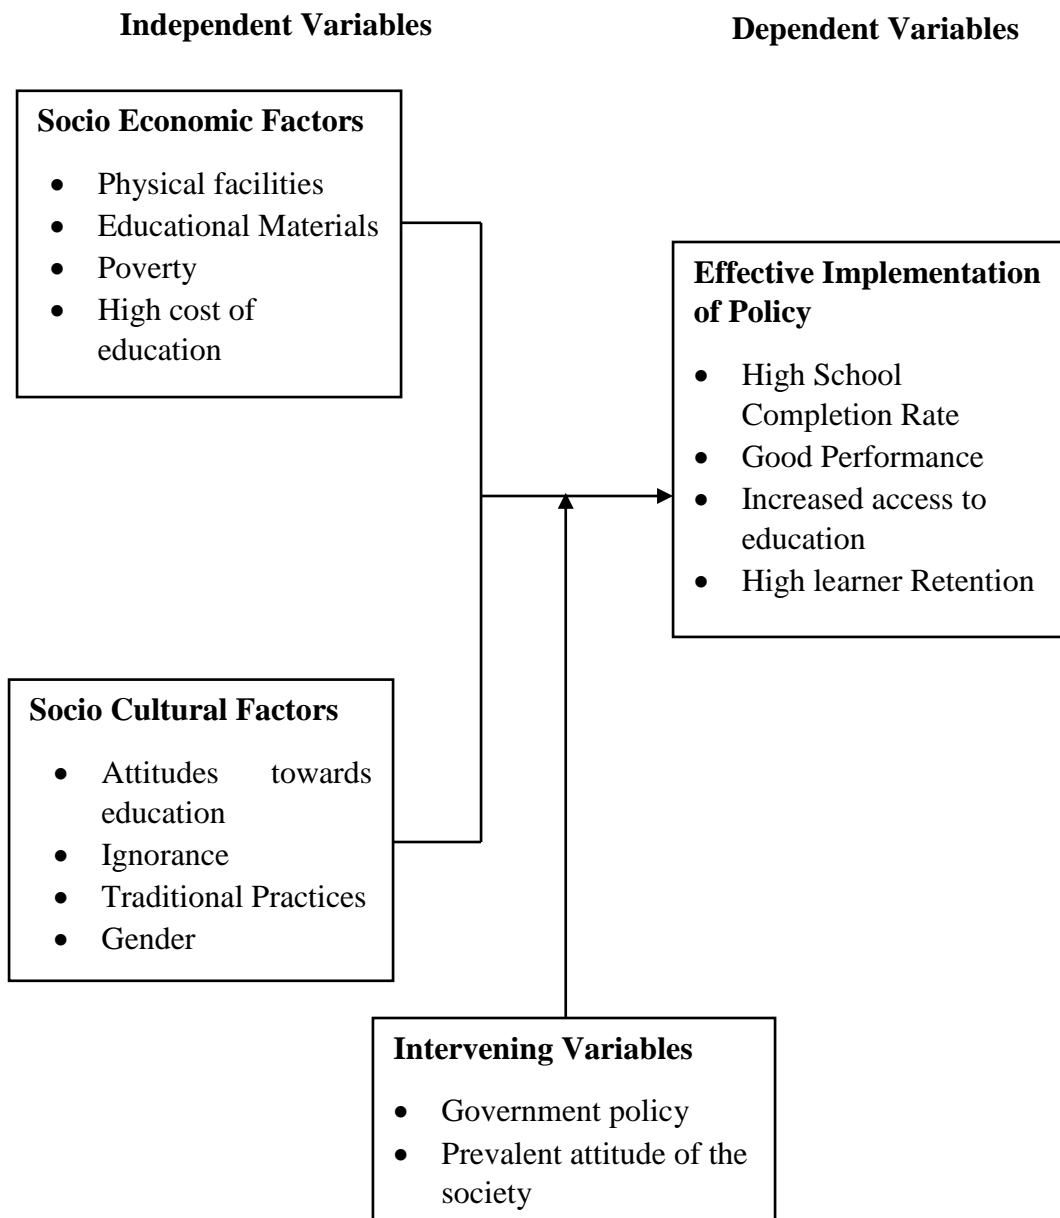 Independent Variables
Dependent Variables
Socio Economic Factors
• Physical facilities
• Educational Materials
• Poverty
• High cost of
education
Effective Implementation
of Policy
• High School
Completion Rate
• Good Performance
• Increased access to
education
• High learner Retention
Socio Cultural Factors
• Attitudes towards
education
• Ignorance
• Traditional Practices
• Gender
Intervening Variables
• Government policy
• Prevalent attitude of the
society